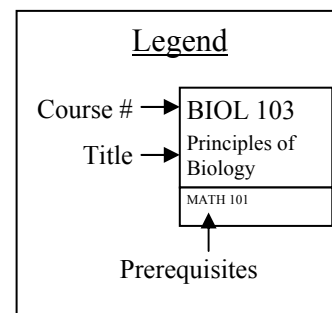 Legend
Course #
BIOL 103
Title
Principles of
Biology
MATH 101
Prerequisites